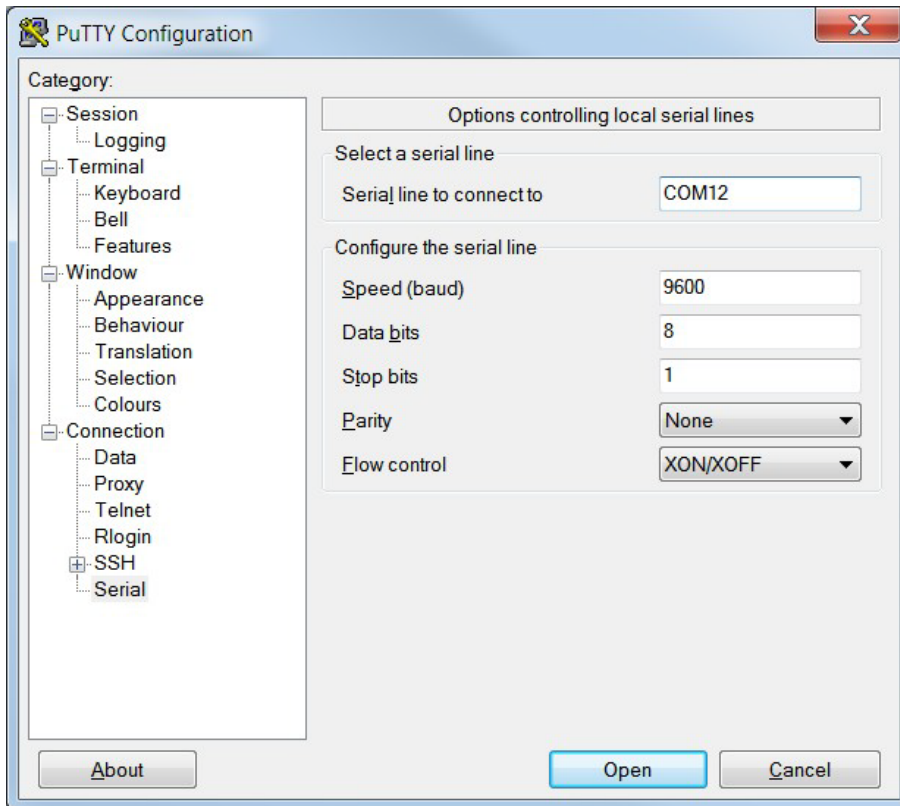 PuTTY Configuration
Category:
Session
Logging
Terminal
Keyboard
Bell
Features
Window
Appearance
Behaviour
Translation
Selection
Colours
Connection
Data
Proxy
Telnet
Rlogin
SSH
Serial
Options controlling local serial lines
Select a serial line
Serial line to connect to COM12
Configure the serial line
Speed (baud) 9600
Data bits 8
Stop bits 1
Parity None
Flow control XON/XOFF
About Open Cancel